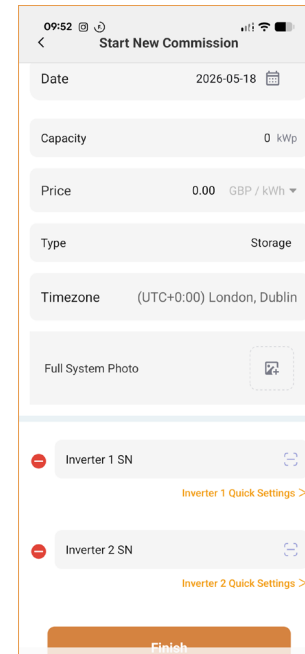 09:52
Start New Commission
Date 2026-05-18
Capacity 0 kWp
Price 0.00 GBP / kWh
Type Storage
Timezone (UTC+0:00) London, Dublin
Full System Photo
Inverter 1 SN
Inverter 1 Quick Settings >
Inverter 2 SN
Inverter 2 Quick Settings >
Finish